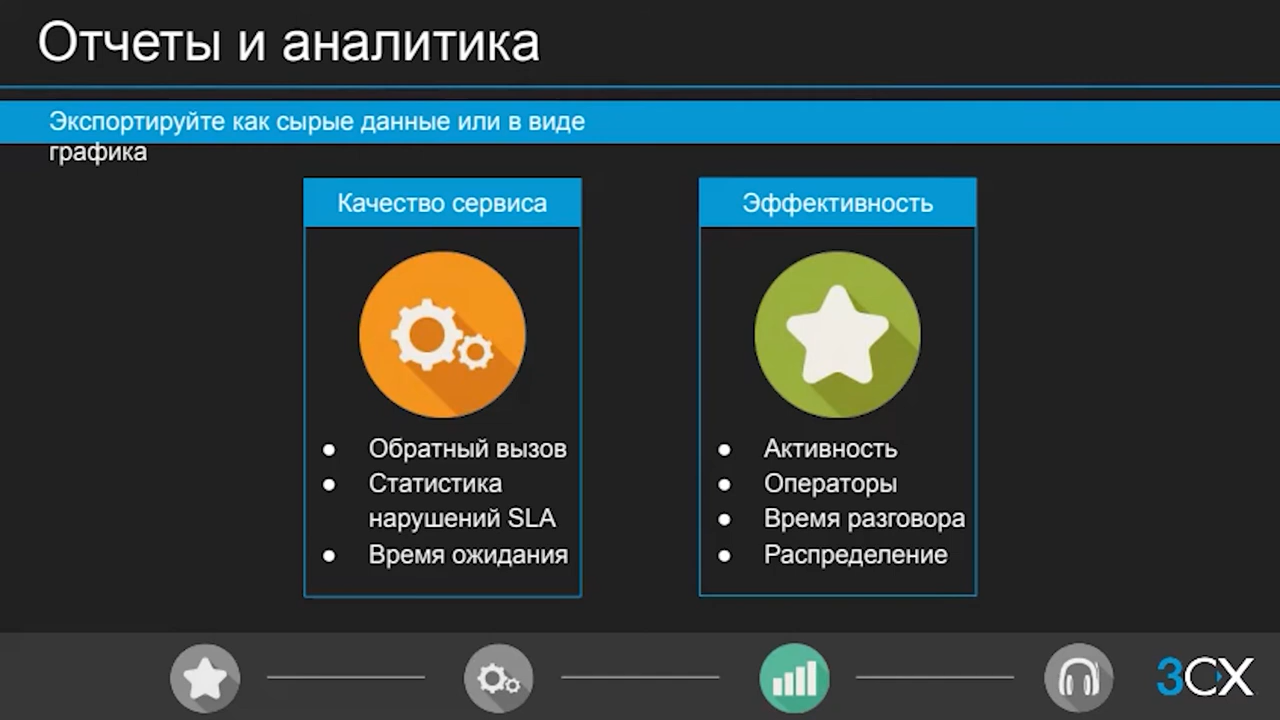 Отчеты и аналитика
Экспортируйте как сырые данные или в виде
графика
Качество сервиса
Обратный вызов
Статистика
нарушений SLA
Время ожидания
Эффективность
Активность
Операторы
Время разговора
Распределение
3CX